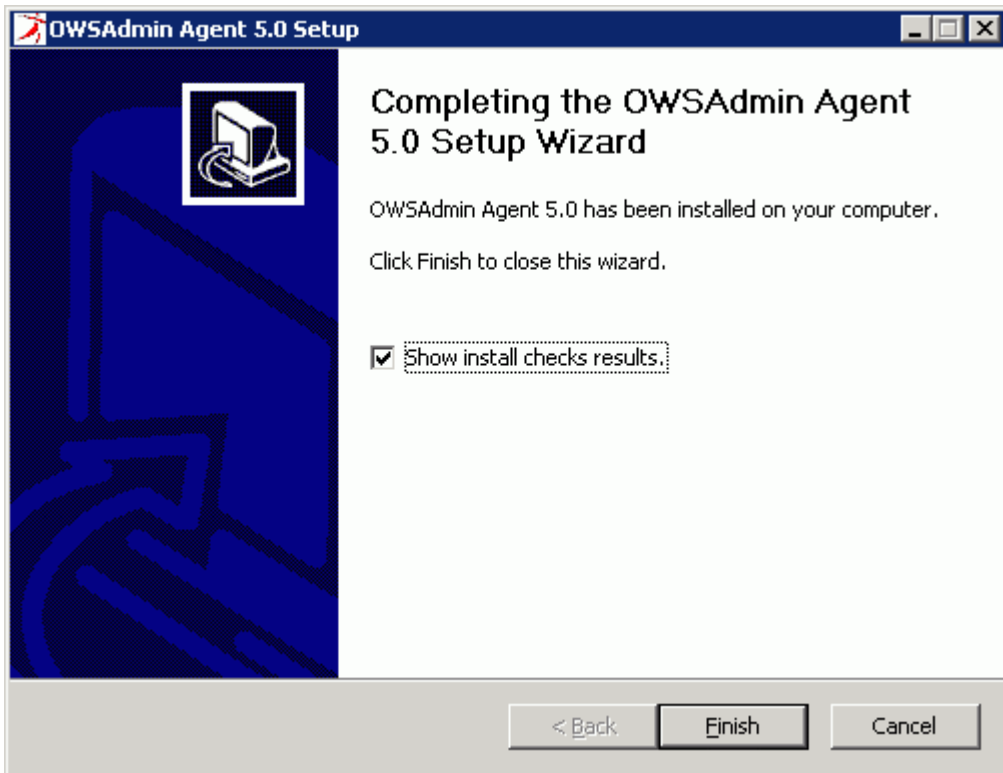 OWSAdmin Agent 5.0 Setup
Completing the OWSAdmin Agent
5.0 Setup Wizard
OWSAdmin Agent 5.0 has been installed on your computer.
Click Finish to close this wizard.
Show install checks results.
< Back
Finish
Cancel